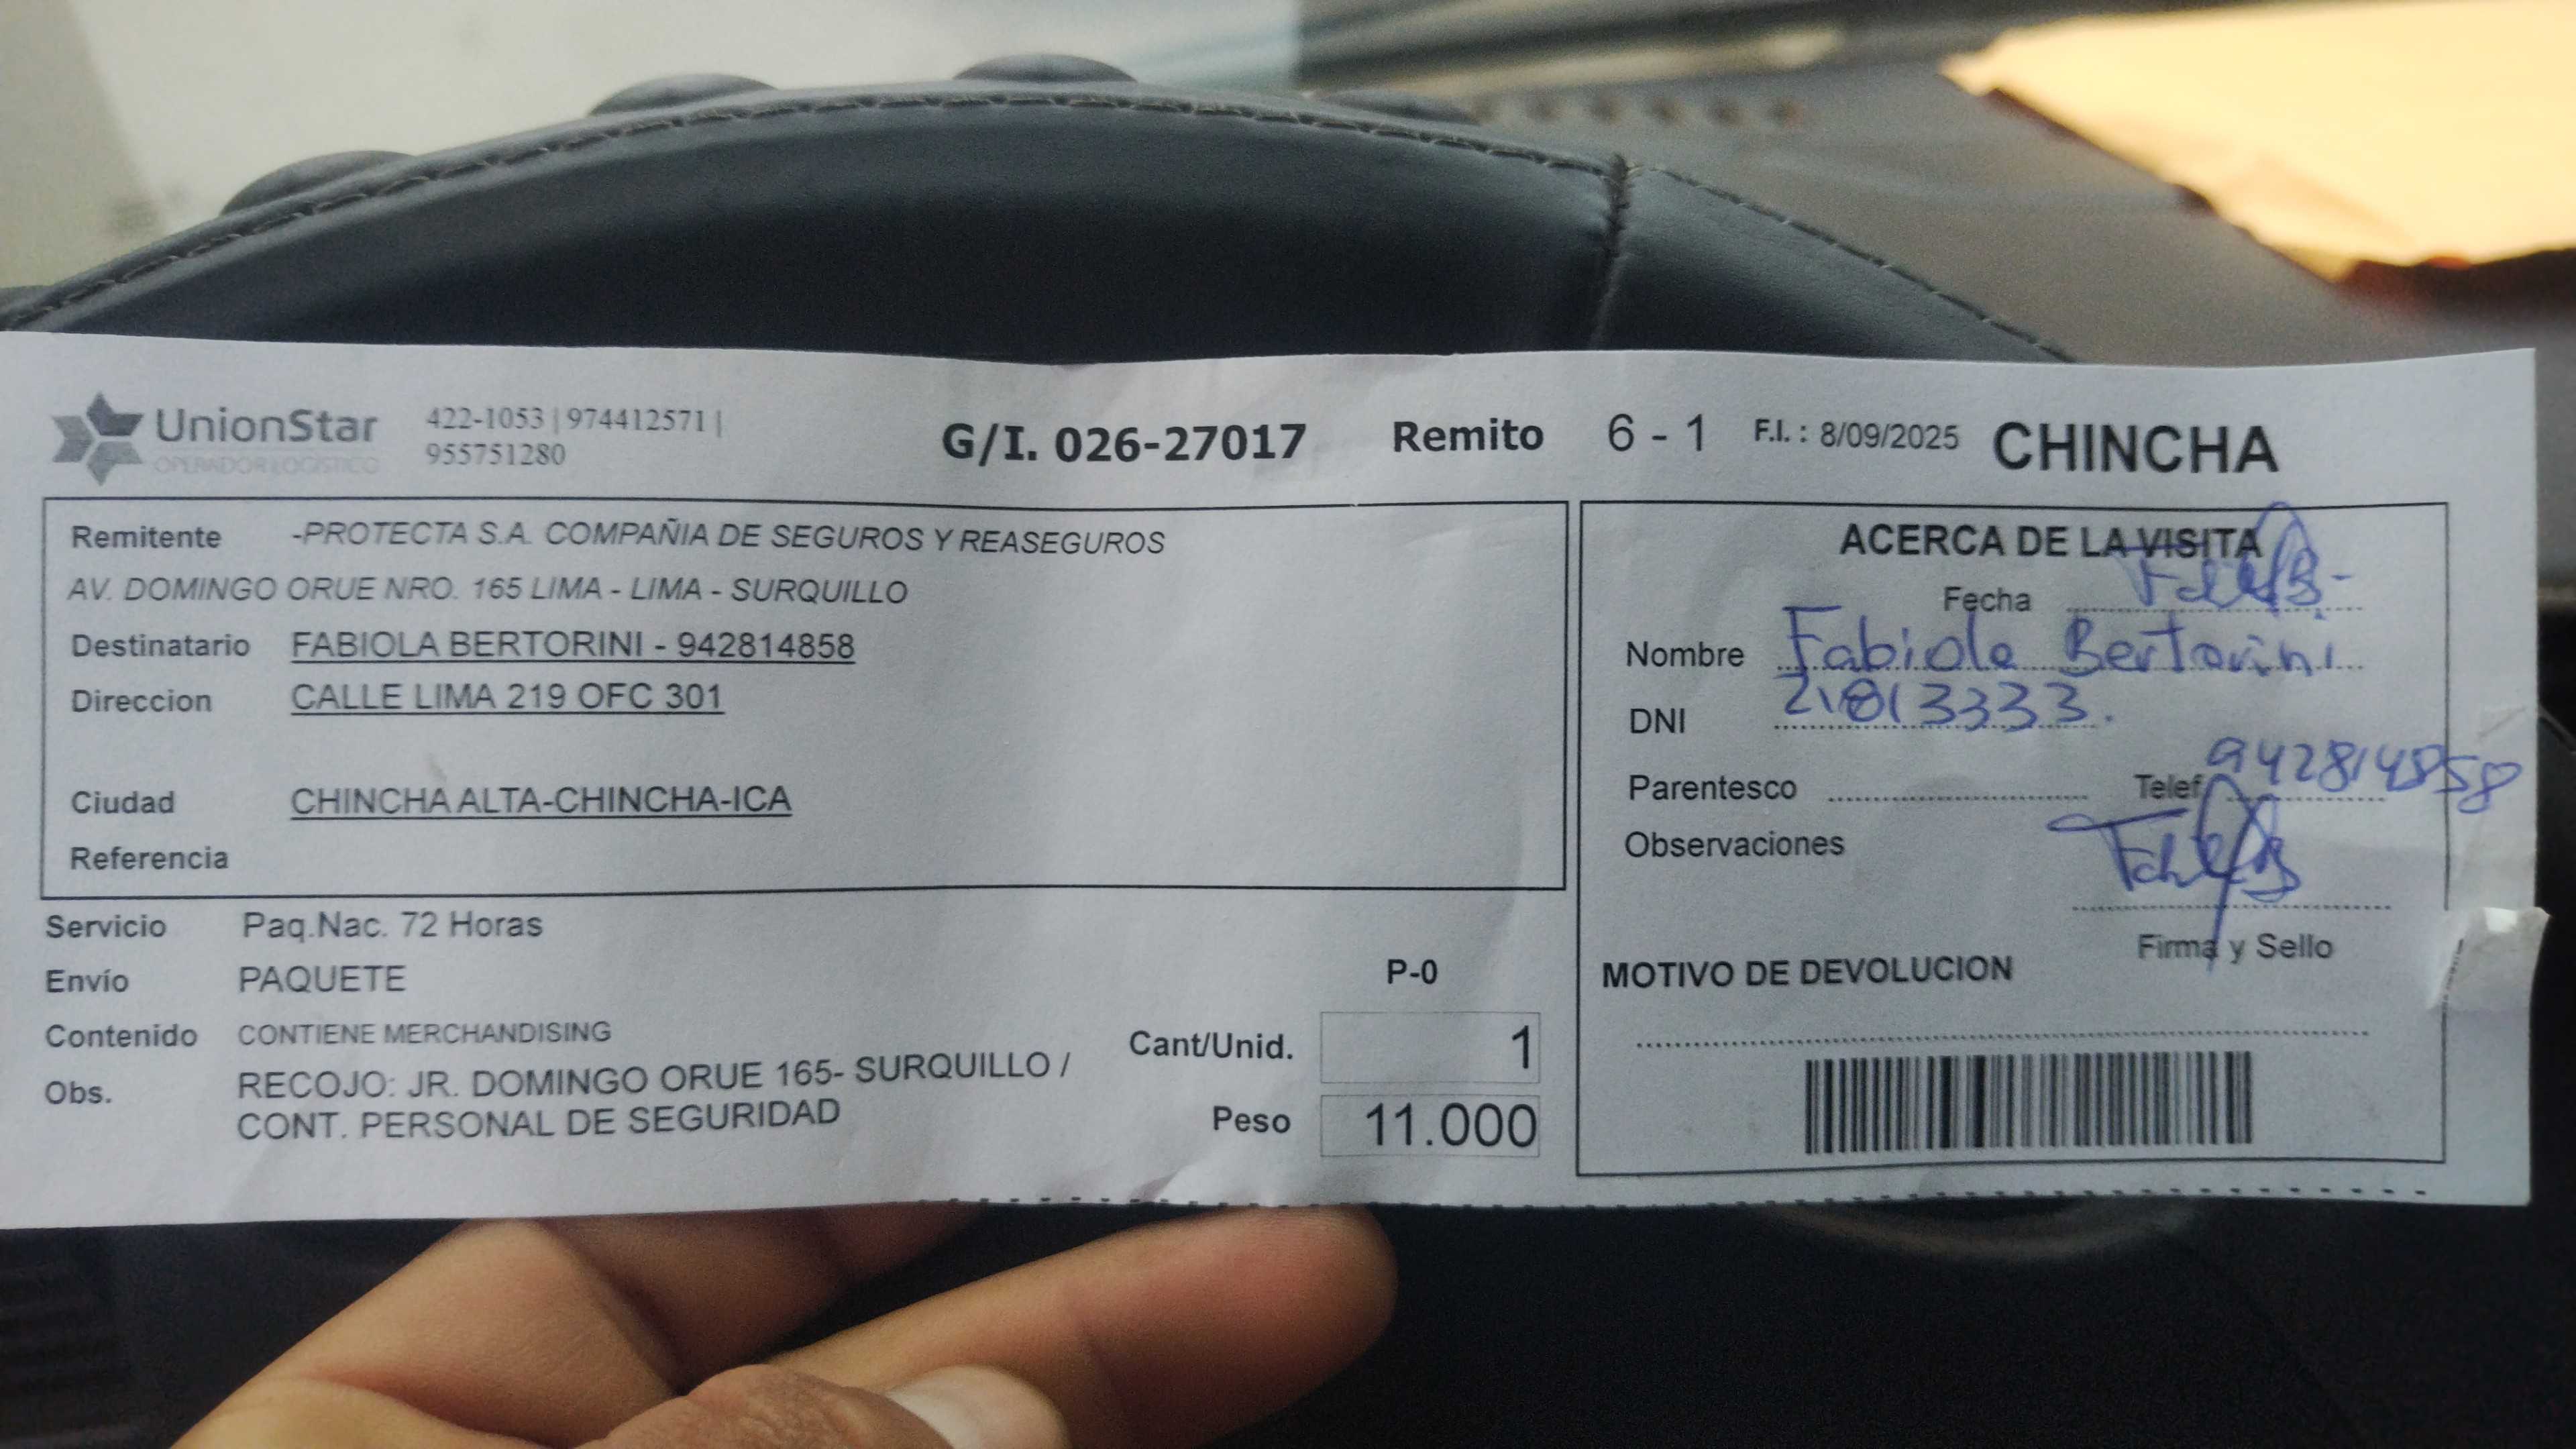 UnionStar
OPERADOR LOGISTICO
422-1053 | 974412571 |
955751280
G/I. 026-27017 Remito 6 - 1 F.I. : 8/09/2025 CHINCHA
Remitente -PROTECTA S.A. COMPAÑIA DE SEGUROS Y REASEGUROS
AV. DOMINGO ORUE NRO. 165 LIMA - LIMA - SURQUILLO
Destinatario FABIOLA BERTORINI - 942814858
Direccion CALLE LIMA 219 OFC 301
Ciudad CHINCHA ALTA-CHINCHA-ICA
Referencia
Servicio Paq.Nac. 72 Horas
Envío PAQUETE
Contenido CONTIENE MERCHANDISING
Obs. RECOJO: JR. DOMINGO ORUE 165- SURQUILLO /
CONT. PERSONAL DE SEGURIDAD
P-0
Cant/Unid. 1
Peso 11.000
ACERCA DE LA VISITA
Fecha
Nombre Fabiola Bertorini
DNI 21813333.
Parentesco Telef. 942814858
Observaciones
Firma y Sello
MOTIVO DE DEVOLUCION